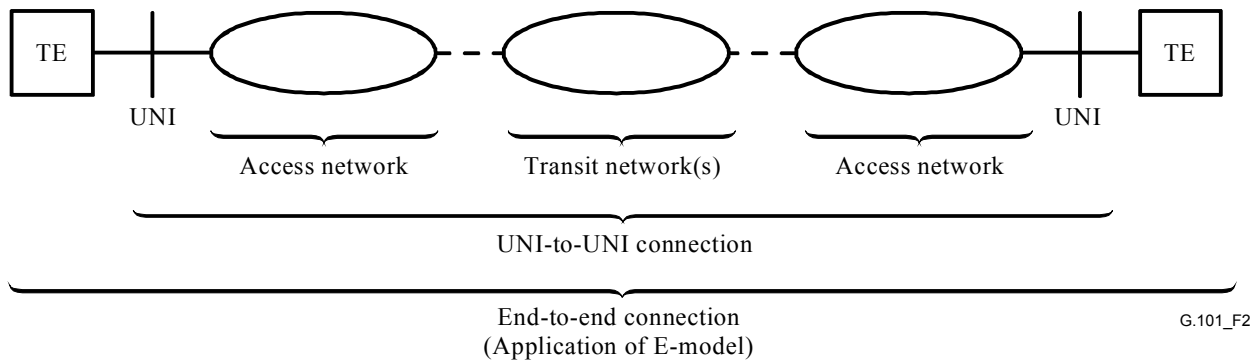 TE
TE
UNI
UNI
Access network
Transit network(s)
Access network
UNI-to-UNI connection
End-to-end connection
(Application of E-model)
G.101_F2